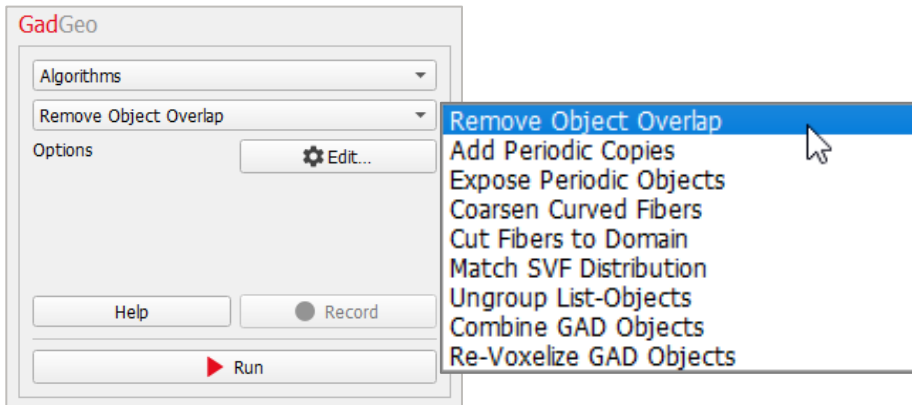 GadGeo
Algorithms
Remove Object Overlap
Options
Edit...
Help
Record
Run
Remove Object Overlap
Add Periodic Copies
Expose Periodic Objects
Coarsen Curved Fibers
Cut Fibers to Domain
Match SVF Distribution
Ungroup List-Objects
Combine GAD Objects
Re-Voxelize GAD Objects